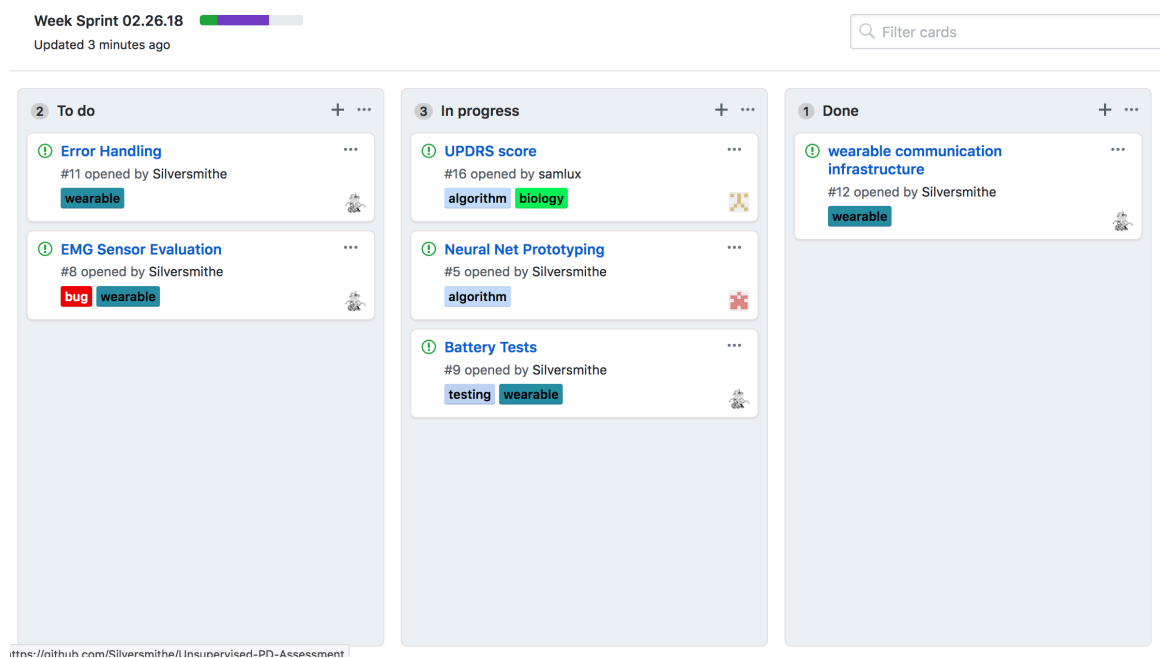 Week Sprint 02.26.18
Updated 3 minutes ago
Filter cards
2 To do
Error Handling
#11 opened by Silversmithe
wearable
EMG Sensor Evaluation
#8 opened by Silversmithe
bug wearable
3 In progress
UPDRS score
#16 opened by samlux
algorithm biology
Neural Net Prototyping
#5 opened by Silversmithe
algorithm
Battery Tests
#9 opened by Silversmithe
testing wearable
1 Done
wearable communication
infrastructure
#12 opened by Silversmithe
wearable
ttps://github.com/Silversmithe/Unsupervised-PD-Assessment